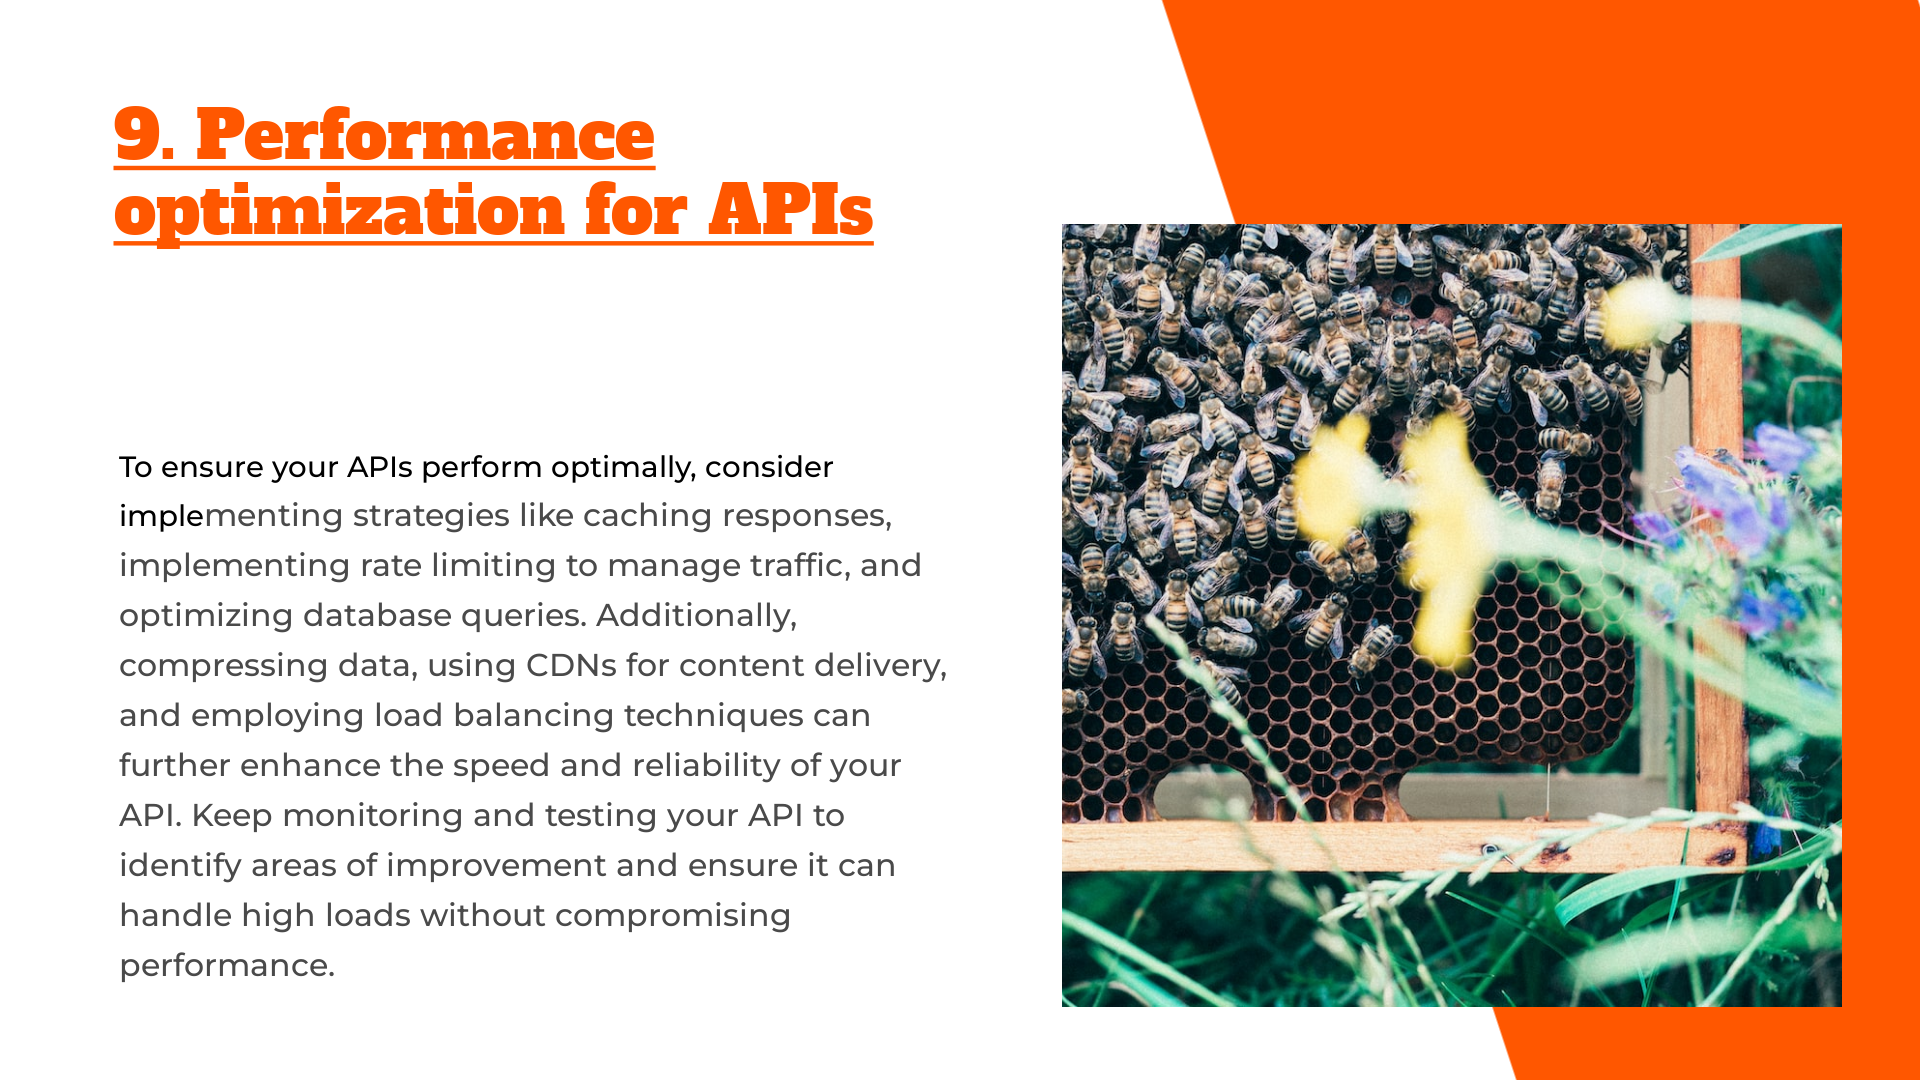 9. Performance
optimization for APIs
To ensure your APIs perform optimally, consider
implementing strategies like caching responses,
implementing rate limiting to manage traffic, and
optimizing database queries. Additionally,
compressing data, using CDNs for content delivery,
and employing load balancing techniques can
further enhance the speed and reliability of your
API. Keep monitoring and testing your API to
identify areas of improvement and ensure it can
handle high loads without compromising
performance.